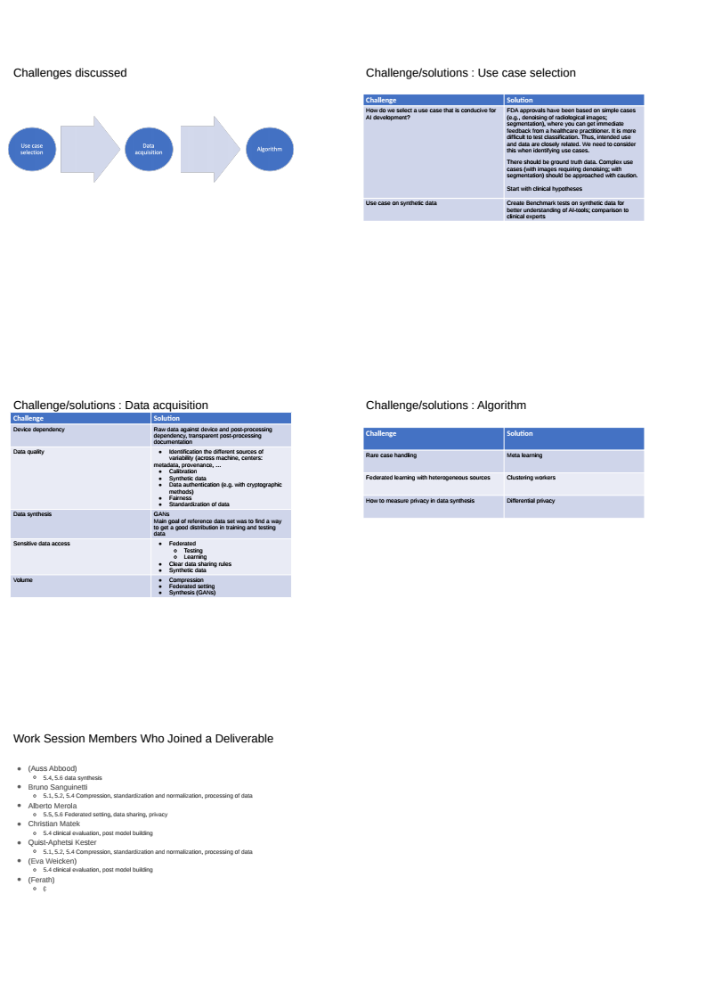 Challenges discussed
Use case
selection
Data
acquisition
Algorithm
Challenge/solutions : Use case selection
Challenge
Solution
How do we select a use case that is conducive for
AI development?
FDA approvals have been based on simple cases
(e.g., denoising of radiological images;
segmentation), where you can get immediate
feedback from a healthcare practitioner. It is more
difficult to test classification. Thus, intended use
and data are closely related. We need to consider
this when identifying use cases.
There should be ground truth data. Complex use
cases (with images requiring denoising; with
segmentation) should be approached with caution.
Start with clinical hypotheses
Use case on synthetic data
Create Benchmark tests on synthetic data for
better understanding of AI-tools; comparison to
clinical experts
Challenge/solutions : Data acquisition
Challenge
Solution
Device dependency
Raw data against device and post-processing
dependency, transparent post-processing
documentation
Data quality
● Identification the different sources of
variability (across machine, centers:
metadata, provenance, ...
● Calibration
● Synthetic data
● Data authentication (e.g. with cryptographic
methods)
● Fairness
● Standardization of data
Data synthesis
GANs
Main goal of reference data set was to find a way
to get a good distribution in training and testing
data
Sensitive data access
● Federated
○ Testing
○ Learning
● Clear data sharing rules
● Synthetic data
Volume
● Compression
● Federated setting
● Synthesis (GANs)
Challenge/solutions : Algorithm
Challenge
Solution
Rare case handling
Meta learning
Federated learning with heterogeneous sources
Clustering workers
How to measure privacy in data synthesis
Differential privacy
Work Session Members Who Joined a Deliverable
● (Auss Abbood)
○ 5.4, 5.6 data synthesis
● Bruno Sanguinetti
○ 5.1, 5.2, 5.4 Compression, standardization and normalization, processing of data
● Alberto Merola
○ 5.5, 5.6 Federated setting, data sharing, privacy
● Christian Matek
○ 5.4 clinical evaluation, post model building
● Quist-Aphetsi Kester
○ 5.1, 5.2, 5.4 Compression, standardization and normalization, processing of data
● (Eva Weicken)
○ 5.4 clinical evaluation, post model building
● (Ferath)
○ (: